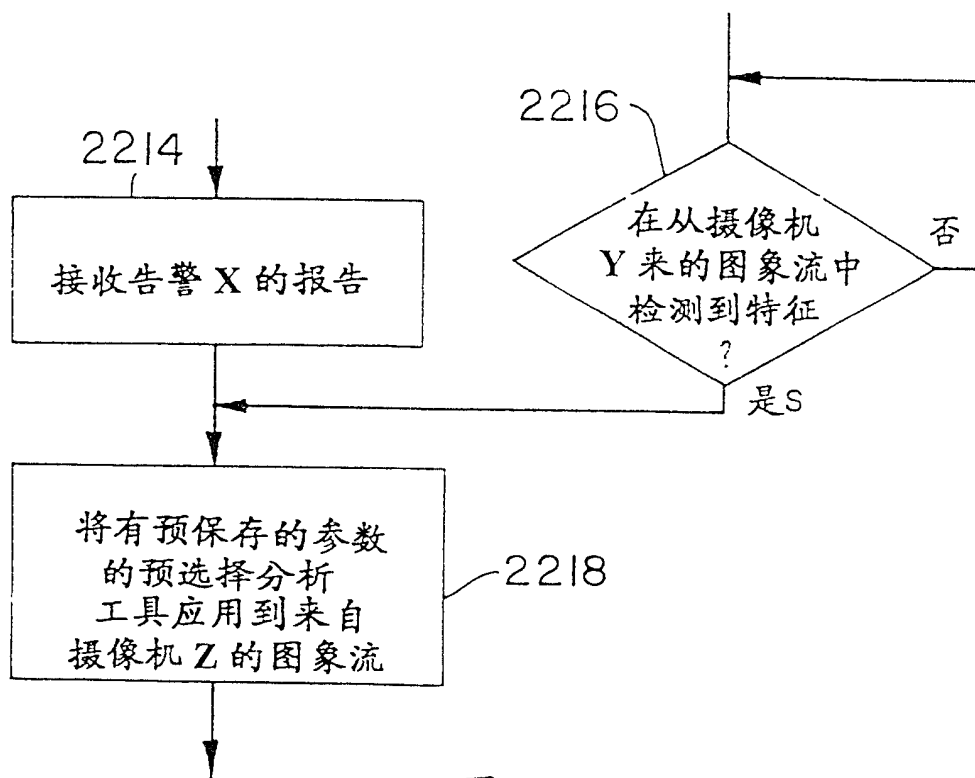 2214
接收告警 X 的报告
2216
在从摄像机
Y 来的图象流中
检测到特征
?
否
是S
将有预保存的参数
的预选择分析
工具应用到来自
摄像机 Z 的图象流
2218